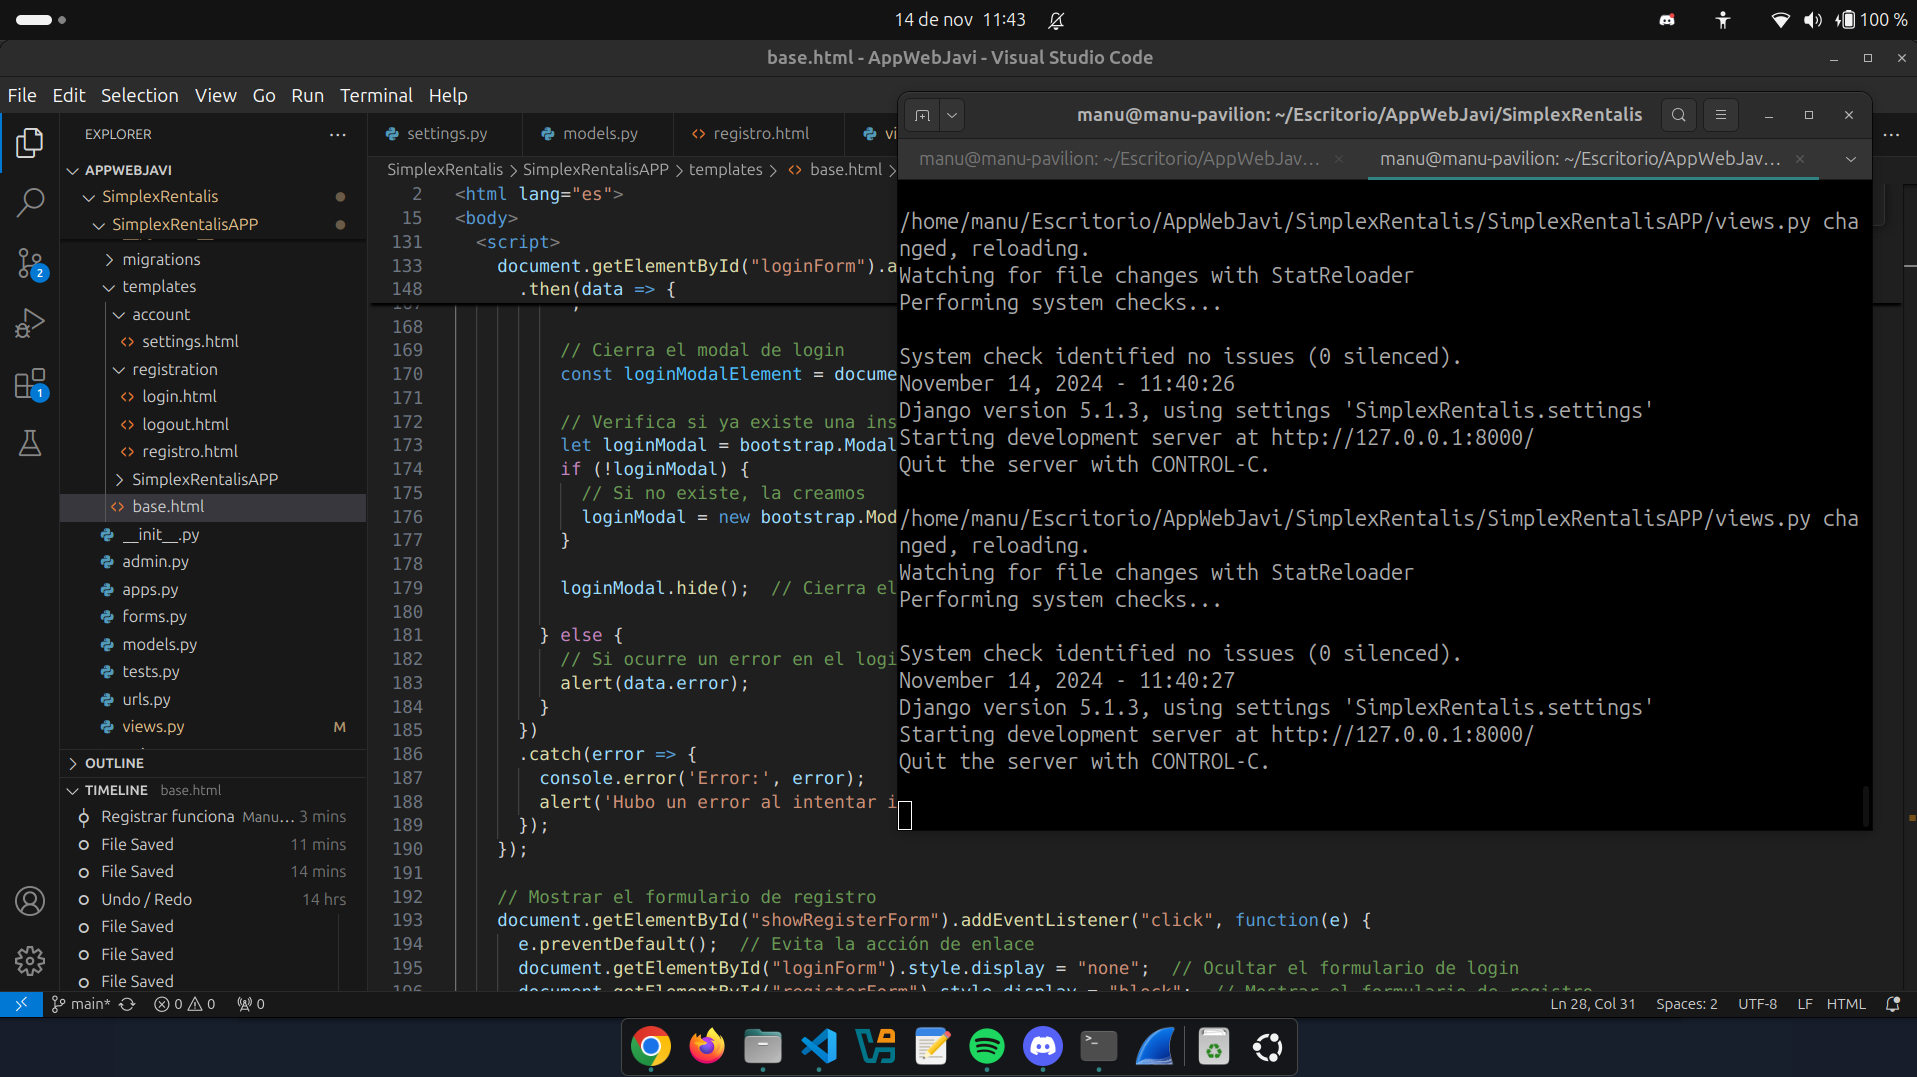 14 de nov 11:43
100 %
base.html - AppWebJavi - Visual Studio Code
File Edit Selection View Go Run Terminal Help
EXPLORER
APPWEBJAVI
SimplexRentalis
SimplexRentalisAPP
migrations
templates
account
settings.html
registration
login.html
logout.html
registro.html
SimplexRentalisAPP
base.html
__init__.py
admin.py
apps.py
forms.py
models.py
tests.py
urls.py
views.py M
OUTLINE
TIMELINE base.html
Registrar funciona Manu... 3 mins
File Saved 11 mins
File Saved 14 mins
Undo / Redo 14 hrs
File Saved
File Saved
File Saved
2
1
settings.py models.py registro.html
SimplexRentalis > SimplexRentalisAPP > templates > base.html >
2 <html lang="es">
15 <body>
131 <script>
133 document.getElementById("loginForm").a
148 .then(data => {
168
169 // Cierra el modal de login
170 const loginModalElement = docume
171
172 // Verifica si ya existe una ins
173 let loginModal = bootstrap.Modal
174 if (!loginModal) {
175 // Si no existe, la creamos
176 loginModal = new bootstrap.Mod
177 }
178
179 loginModal.hide(); // Cierra el
180
181 } else {
182 // Si ocurre un error en el logi
183 alert(data.error);
184 }
185 })
186 .catch(error => {
187 console.error('Error:', error);
188 alert('Hubo un error al intentar i
189 });
190 });
191
192 // Mostrar el formulario de registro
193 document.getElementById("showRegisterForm").addEventListener("click", function(e) {
194 e.preventDefault(); // Evita la acción de enlace
195 document.getElementById("loginForm").style.display = "none"; // Ocultar el formulario de login
196 document.getElementById("registerForm").style.display = "block"; // Mostrar el formulario de registro
manu@manu-pavilion: ~/Escritorio/AppWebJavi/SimplexRentalis
manu@manu-pavilion: ~/Escritorio/AppWebJav... manu@manu-pavilion: ~/Escritorio/AppWebJav...
/home/manu/Escritorio/AppWebJavi/SimplexRentalis/SimplexRentalisAPP/views.py cha
nged, reloading.
Watching for file changes with StatReloader
Performing system checks...
System check identified no issues (0 silenced).
November 14, 2024 - 11:40:26
Django version 5.1.3, using settings 'SimplexRentalis.settings'
Starting development server at http://127.0.0.1:8000/
Quit the server with CONTROL-C.
/home/manu/Escritorio/AppWebJavi/SimplexRentalis/SimplexRentalisAPP/views.py cha
nged, reloading.
Watching for file changes with StatReloader
Performing system checks...
System check identified no issues (0 silenced).
November 14, 2024 - 11:40:27
Django version 5.1.3, using settings 'SimplexRentalis.settings'
Starting development server at http://127.0.0.1:8000/
Quit the server with CONTROL-C.
main* 0 0 0
Ln 28, Col 31 Spaces: 2 UTF-8 LF HTML